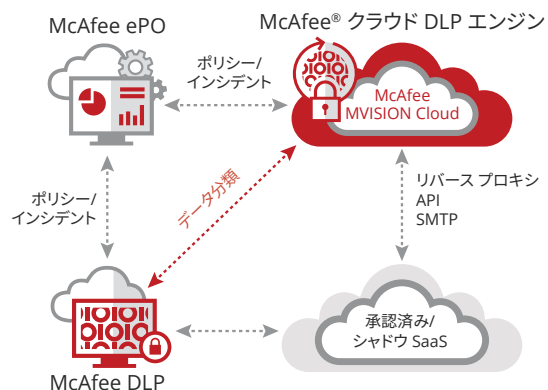 McAfee ePO
McAfee® クラウド DLP エンジン
ポリシー/
インシデント
McAfee
MVISION Cloud
データ分類
ポリシー/
インシデント
リバース プロキシ
API
SMTP
承認済み/
シャドウ SaaS
McAfee DLP